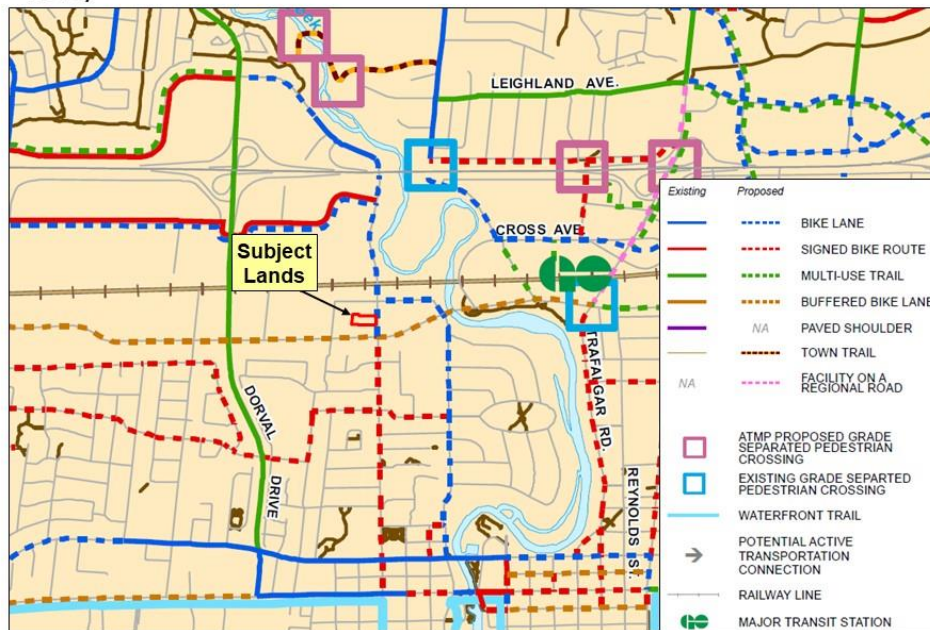 LEIGHLAND AVE.
CROSS AVE.
Subject
Lands
DORVAL
DRIVE
TRAFALGAR RD.
REYNOLDS ST.
Existing Proposed
BIKE LANE
SIGNED BIKE ROUTE
MULTI-USE TRAIL
BUFFERED BIKE LANE
NA PAVED SHOULDER
TOWN TRAIL
NA FACILITY ON A
REGIONAL ROAD
ATMP PROPOSED GRADE
SEPARATED PEDESTRIAN
CROSSING
EXISTING GRADE SEPARTED
PEDESTRIAN CROSSING
WATERFRONT TRAIL
POTENTIAL ACTIVE
TRANSPORTATION
CONNECTION
RAILWAY LINE
GO MAJOR TRANSIT STATION